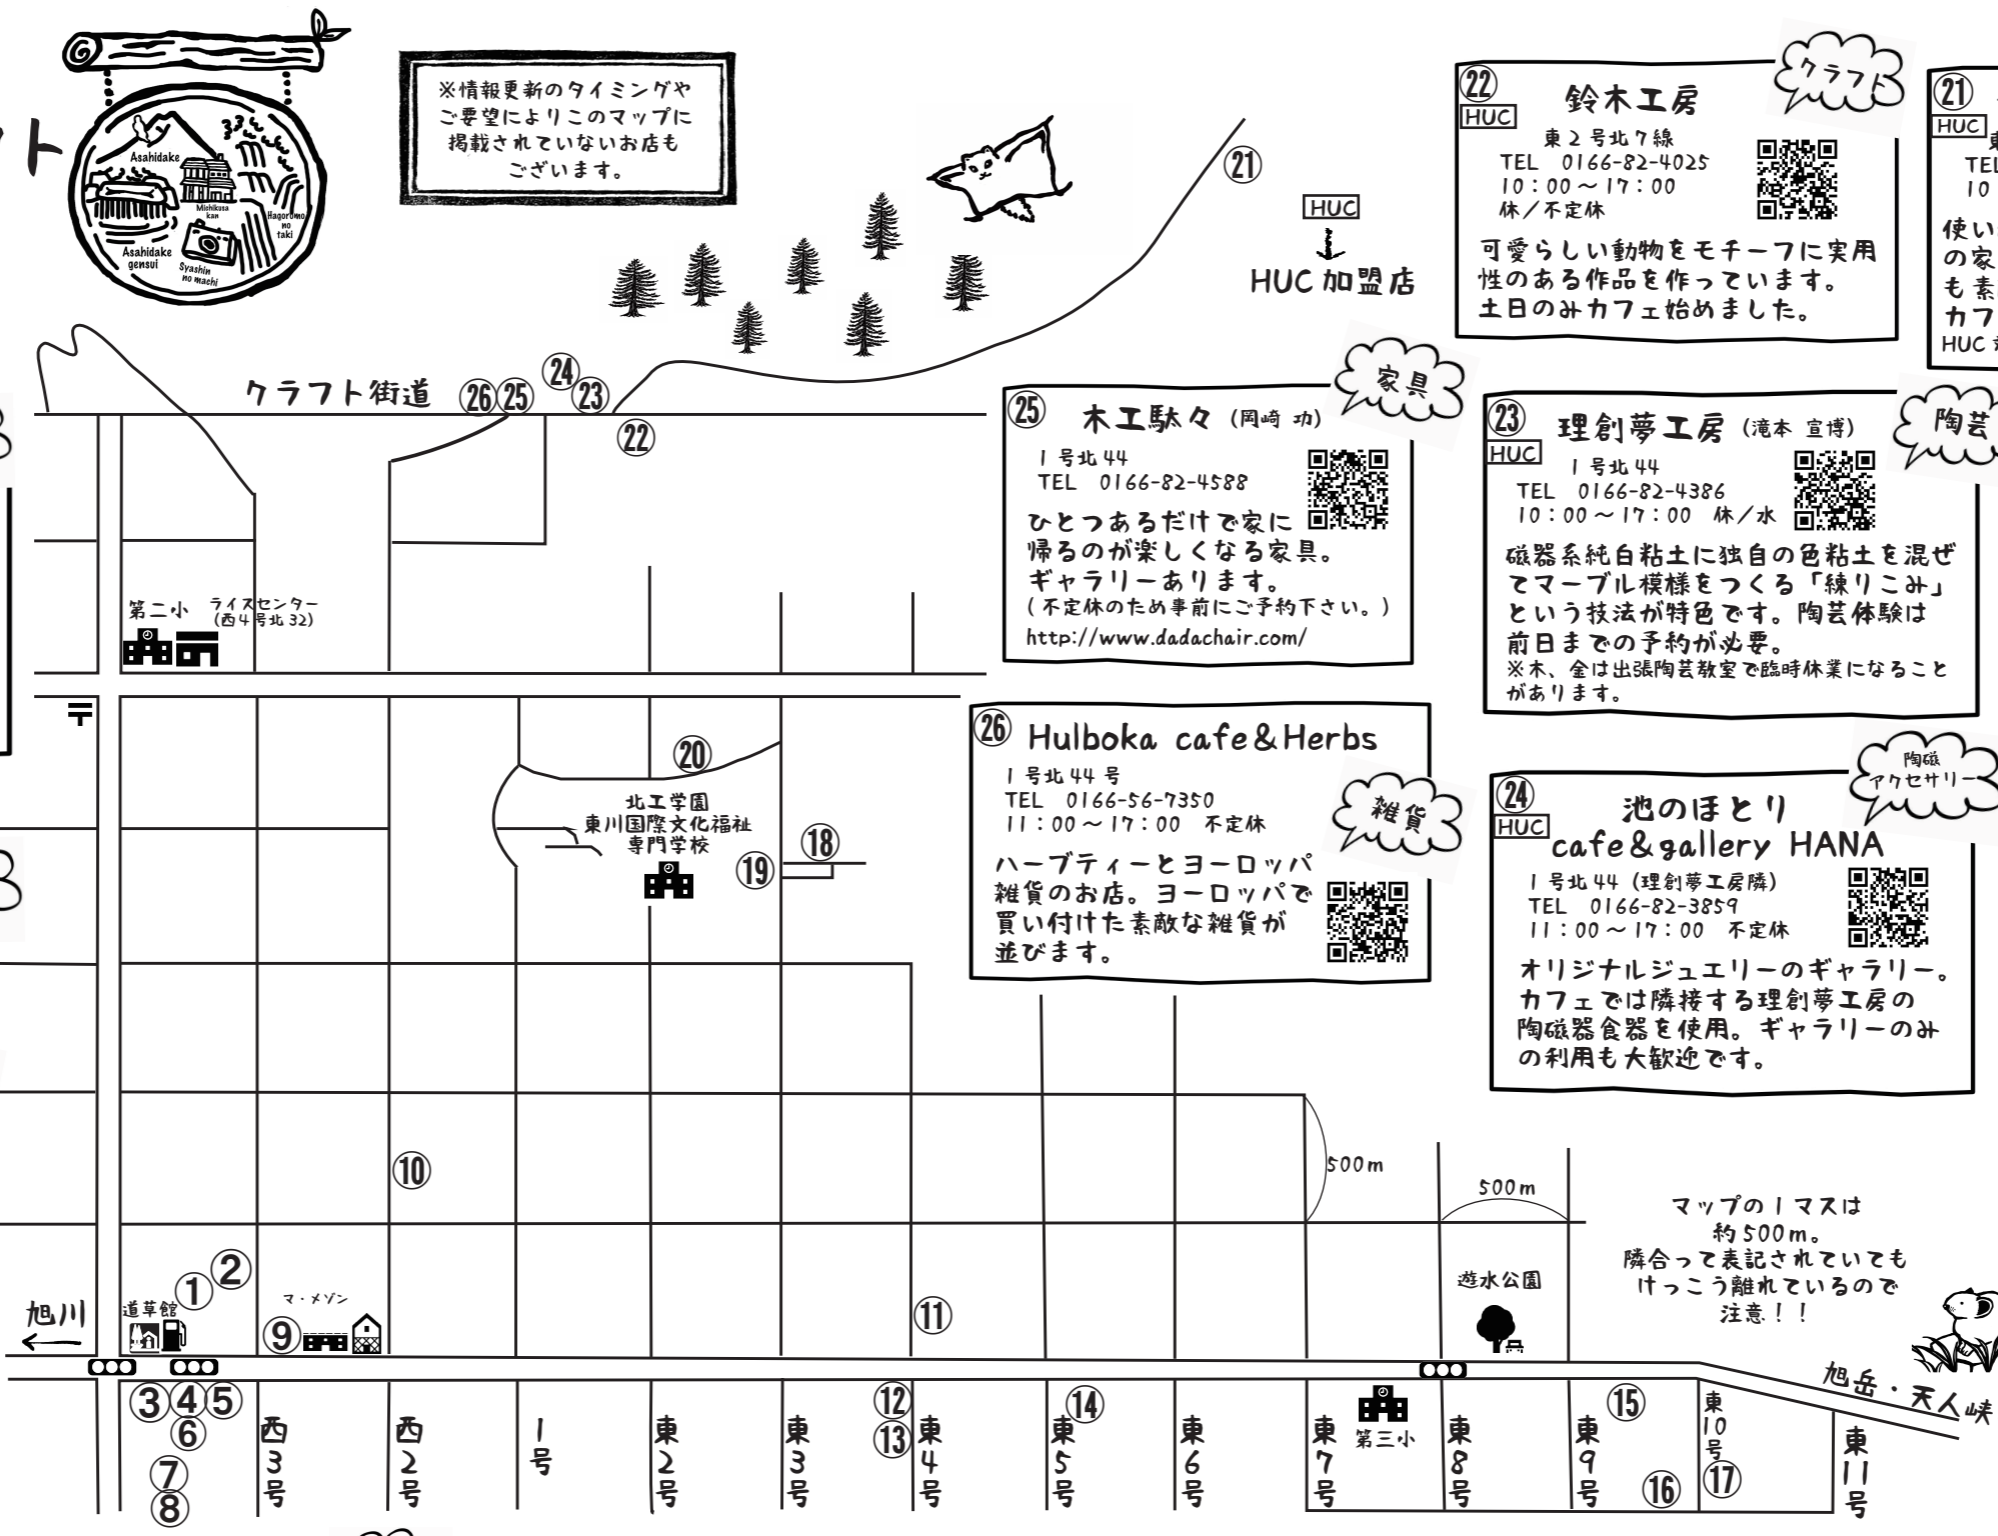 ト
Asahidake
Michikusa
kan
Hagoromo
no
taki
Asahidake
gensui
Syashin
no machi
※情報更新のタイミングや
ご要望によりこのマップに
掲載されていないお店も
ございます。
㉑
HUC
HUC 加盟店
クラフト
㉒
HUC
鈴木工房
東2号北7線
TEL 0166-82-4025
10:00〜17:00
休/不定休
可愛らしい動物をモチーフに実用
性のある作品を作っています。
土日のみカフェ始めました。
㉑
HUC
TEL
10
使い
の家
も素
カフ
HUC
クラフト街道
㉖
㉕
㉔
㉓
㉒
家具
㉕
木工駄々 (岡崎 功)
1号北44
TEL 0166-82-4588
ひとつあるだけで家に
帰るのが楽しくなる家具。
ギャラリーあります。
(不定休のため事前にご予約下さい。)
http://www.dadachair.com/
陶芸
㉓
HUC
理創夢工房 (滝本 宣博)
1号北44
TEL 0166-82-4386
10:00〜17:00 休/水
磁器系純白粘土に独自の色粘土を混ぜ
てマーブル模様をつくる「練りこみ」
という技法が特色です。陶芸体験は
前日までの予約が必要。
※木、金は出張陶芸教室で臨時休業になること
があります。
第二小
ライスセンター
(西4号北32)
〒
㉖
Hulboka cafe&Herbs
1号北44号
TEL 0166-56-7350
11:00〜17:00 不定休
雑貨
ハーブティーとヨーロッパ
雑貨のお店。ヨーロッパで
買い付けた素敵な雑貨が
並びます。
陶磁
アクセサリー
㉔
HUC
池のほとり
cafe&gallery HANA
1号北44 (理創夢工房隣)
TEL 0166-82-3859
11:00〜17:00 不定休
オリジナルジュエリーのギャラリー。
カフェでは隣接する理創夢工房の
陶磁器食器を使用。ギャラリーのみ
の利用も大歓迎です。
⑳
北工学園
東川国際文化福祉
専門学校
⑲
⑱
⑩
500m
500m
マップの1マスは
約500m。
隣合って表記されていても
けっこう離れているので
注意!!
旭川
道草館
①
②
マ・メゾン
⑨
⑪
遊水公園
旭岳・天人峡
③
④
⑤
⑥
⑦
⑧
西3号
西2号
1号
東2号
東3号
⑫
⑬
東4号
東5号
⑭
東6号
東7号
第三小
東8号
東9号
⑮
⑯
東10号
⑰
東11号